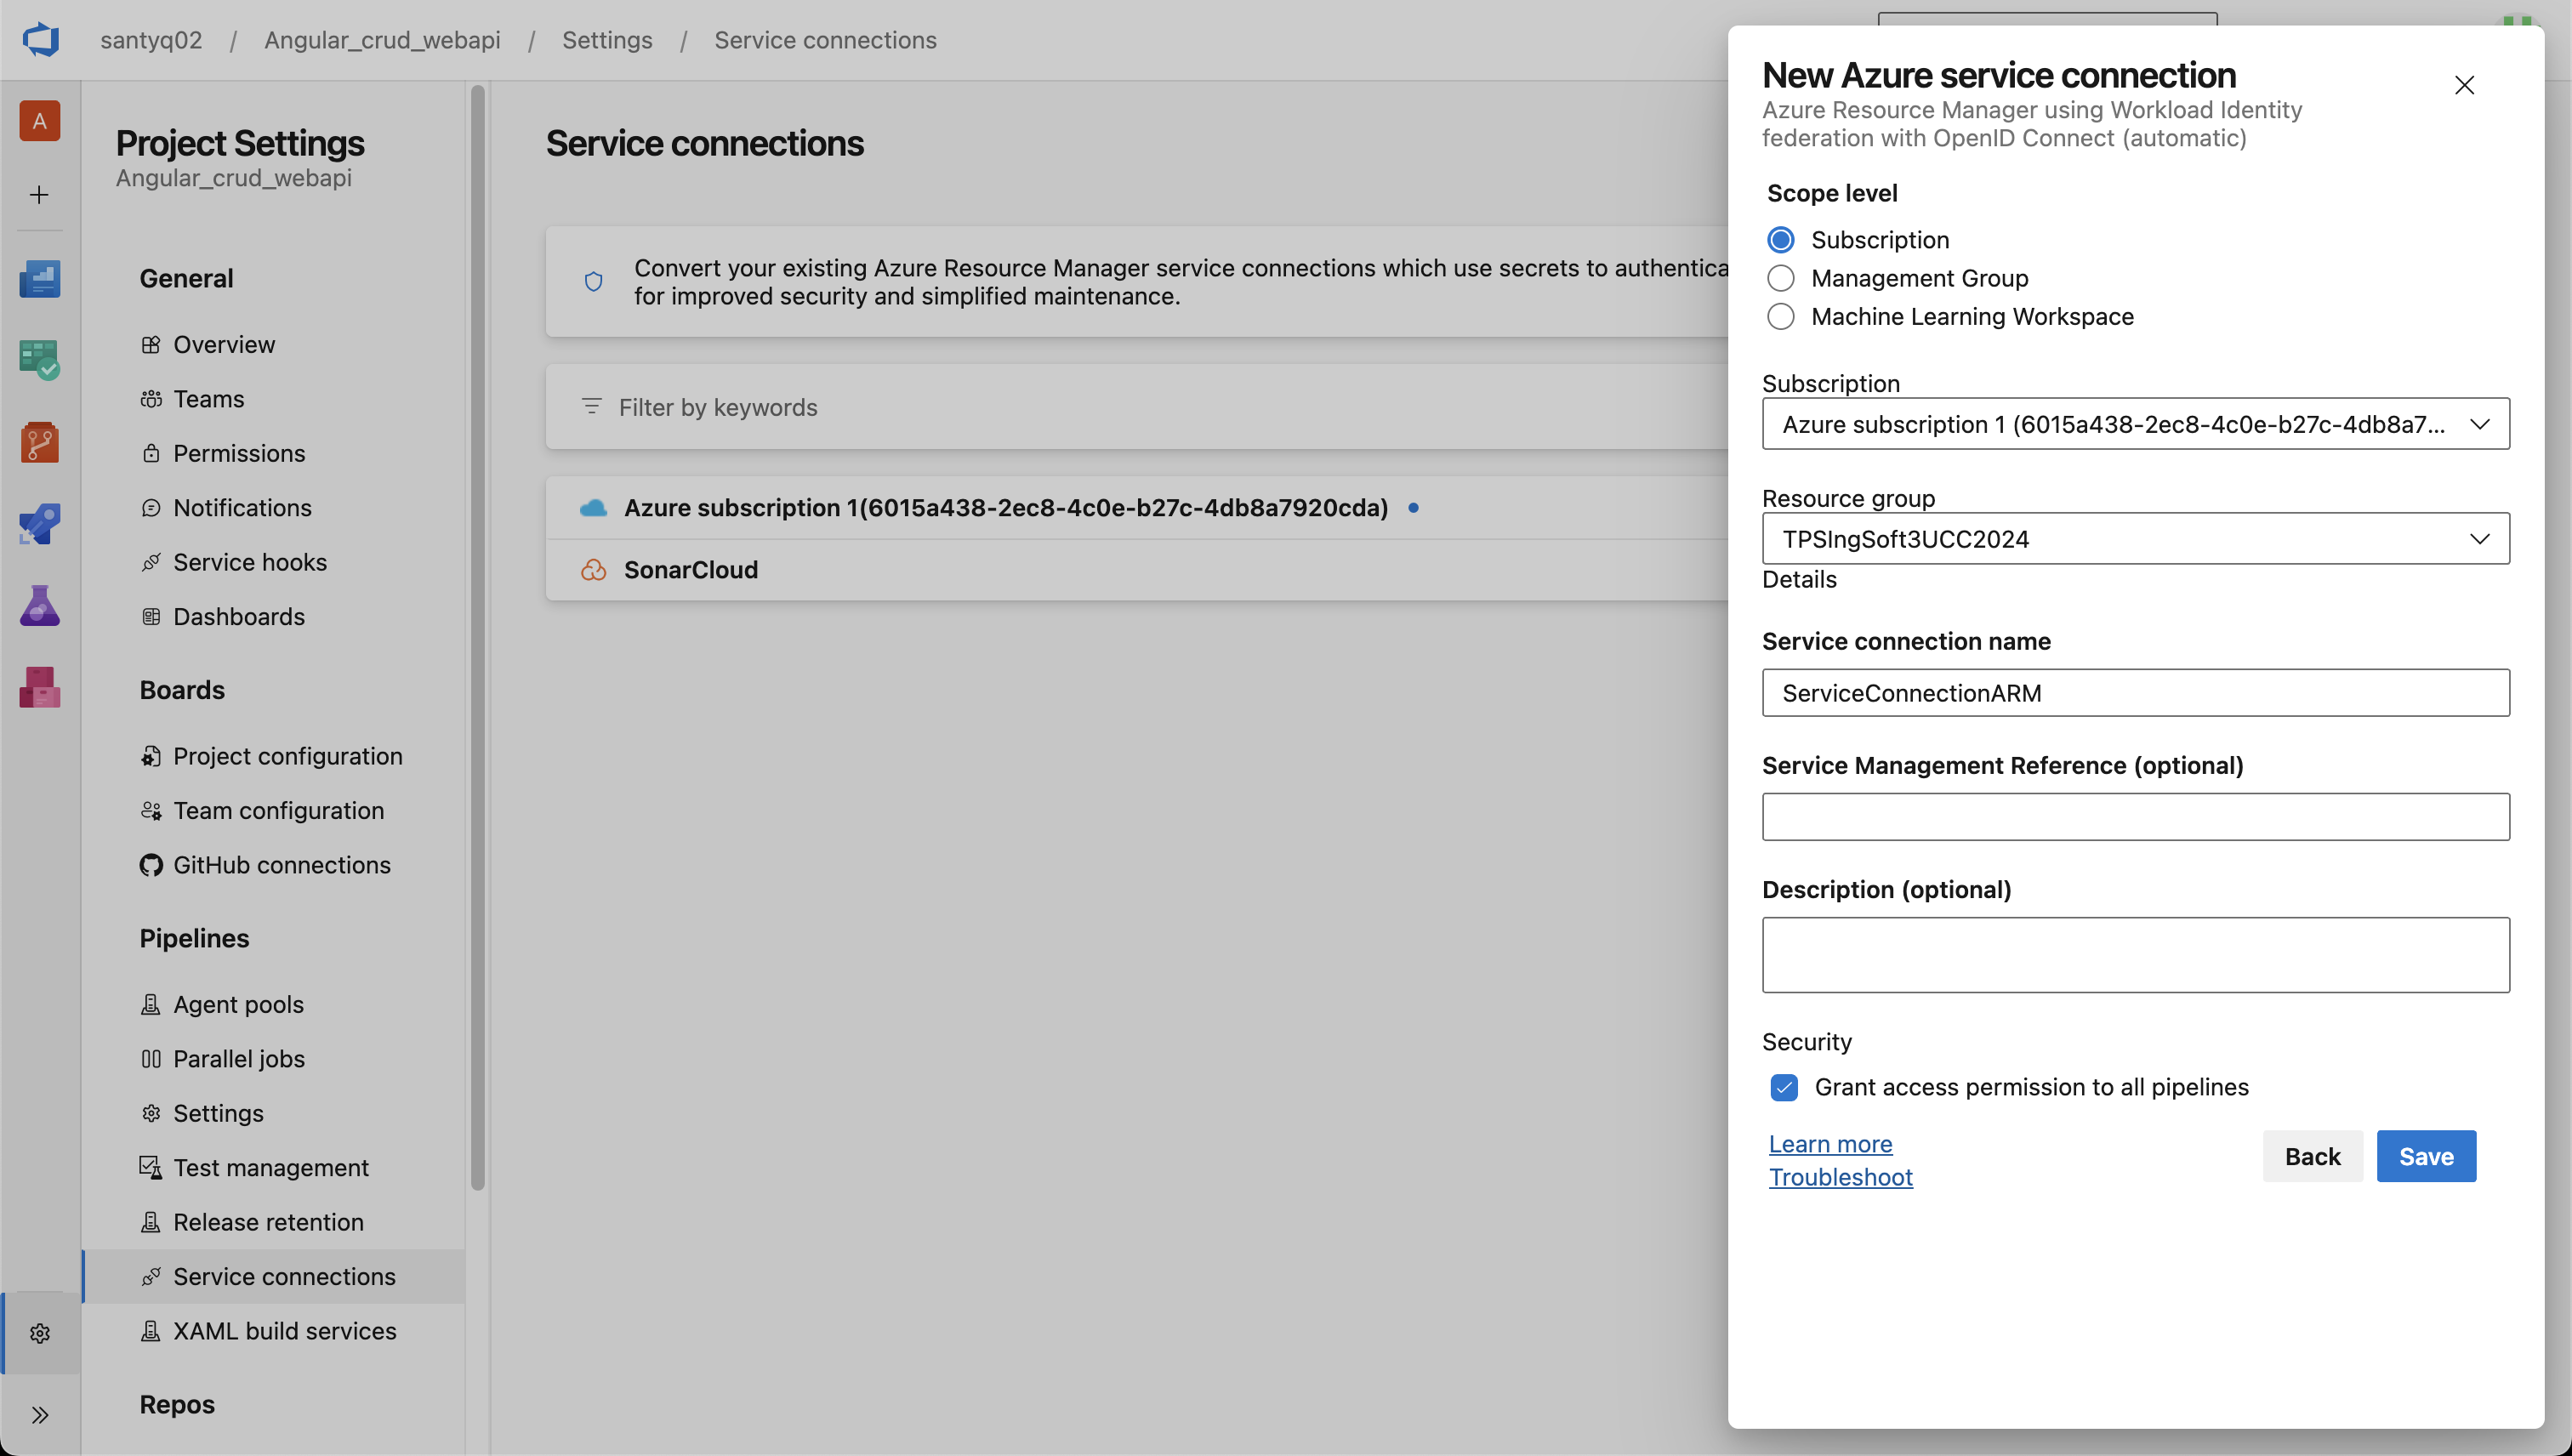 santyq02 / Angular_crud_webapi / Settings / Service connections
A
Project Settings
Angular_crud_webapi
General
Overview
Teams
Permissions
Notifications
Service hooks
Dashboards
Boards
Project configuration
Team configuration
GitHub connections
Pipelines
Agent pools
Parallel jobs
Settings
Test management
Release retention
Service connections
XAML build services
Repos
Service connections
Convert your existing Azure Resource Manager service connections which use secrets to authentica
for improved security and simplified maintenance.
Filter by keywords
Azure subscription 1(6015a438-2ec8-4c0e-b27c-4db8a7920cda)
SonarCloud
New Azure service connection
Azure Resource Manager using Workload Identity
federation with OpenID Connect (automatic)
Scope level
Subscription
Management Group
Machine Learning Workspace
Subscription
Azure subscription 1 (6015a438-2ec8-4c0e-b27c-4db8a7...
Resource group
TPSIngSoft3UCC2024
Details
Service connection name
ServiceConnectionARM
Service Management Reference (optional)
Description (optional)
Security
Grant access permission to all pipelines
Learn more
Troubleshoot
Back
Save